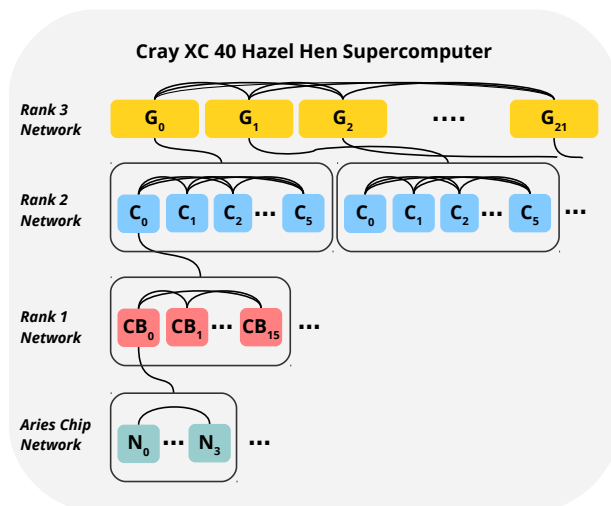 Cray XC 40 Hazel Hen Supercomputer
Rank 3
Network
G0 G1 G2 .... G21
Rank 2
Network
C0 C1 C2 ... C5 C0 C1 C2 ... C5 ...
Rank 1
Network
CB0 CB1 ... CB15 ...
Aries Chip
Network
N0 ... N3 ...